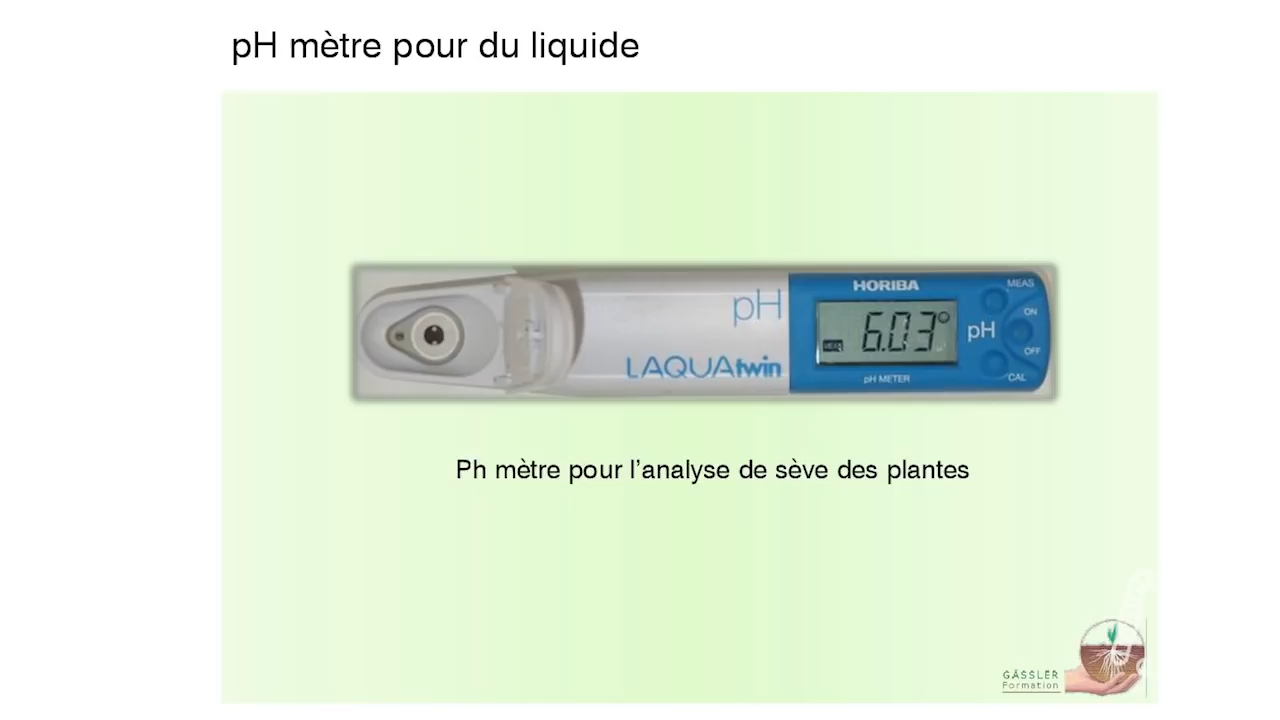 pH mètre pour du liquide
pH
LAQUAtwin
HORIBA
6.03
MEAS
ON
pH
OFF
CAL
pH METER
Ph mètre pour l’analyse de sève des plantes
GÄSSLER
Formation